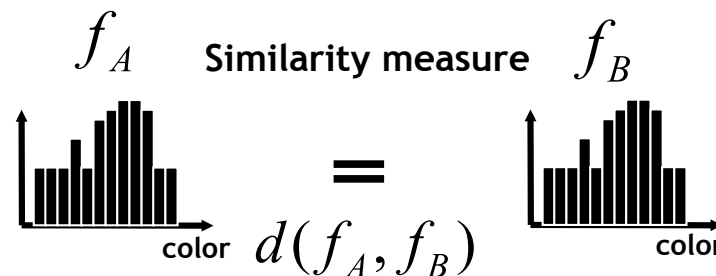 f_A Similarity measure f_B
=
color d(f_A, f_B) color